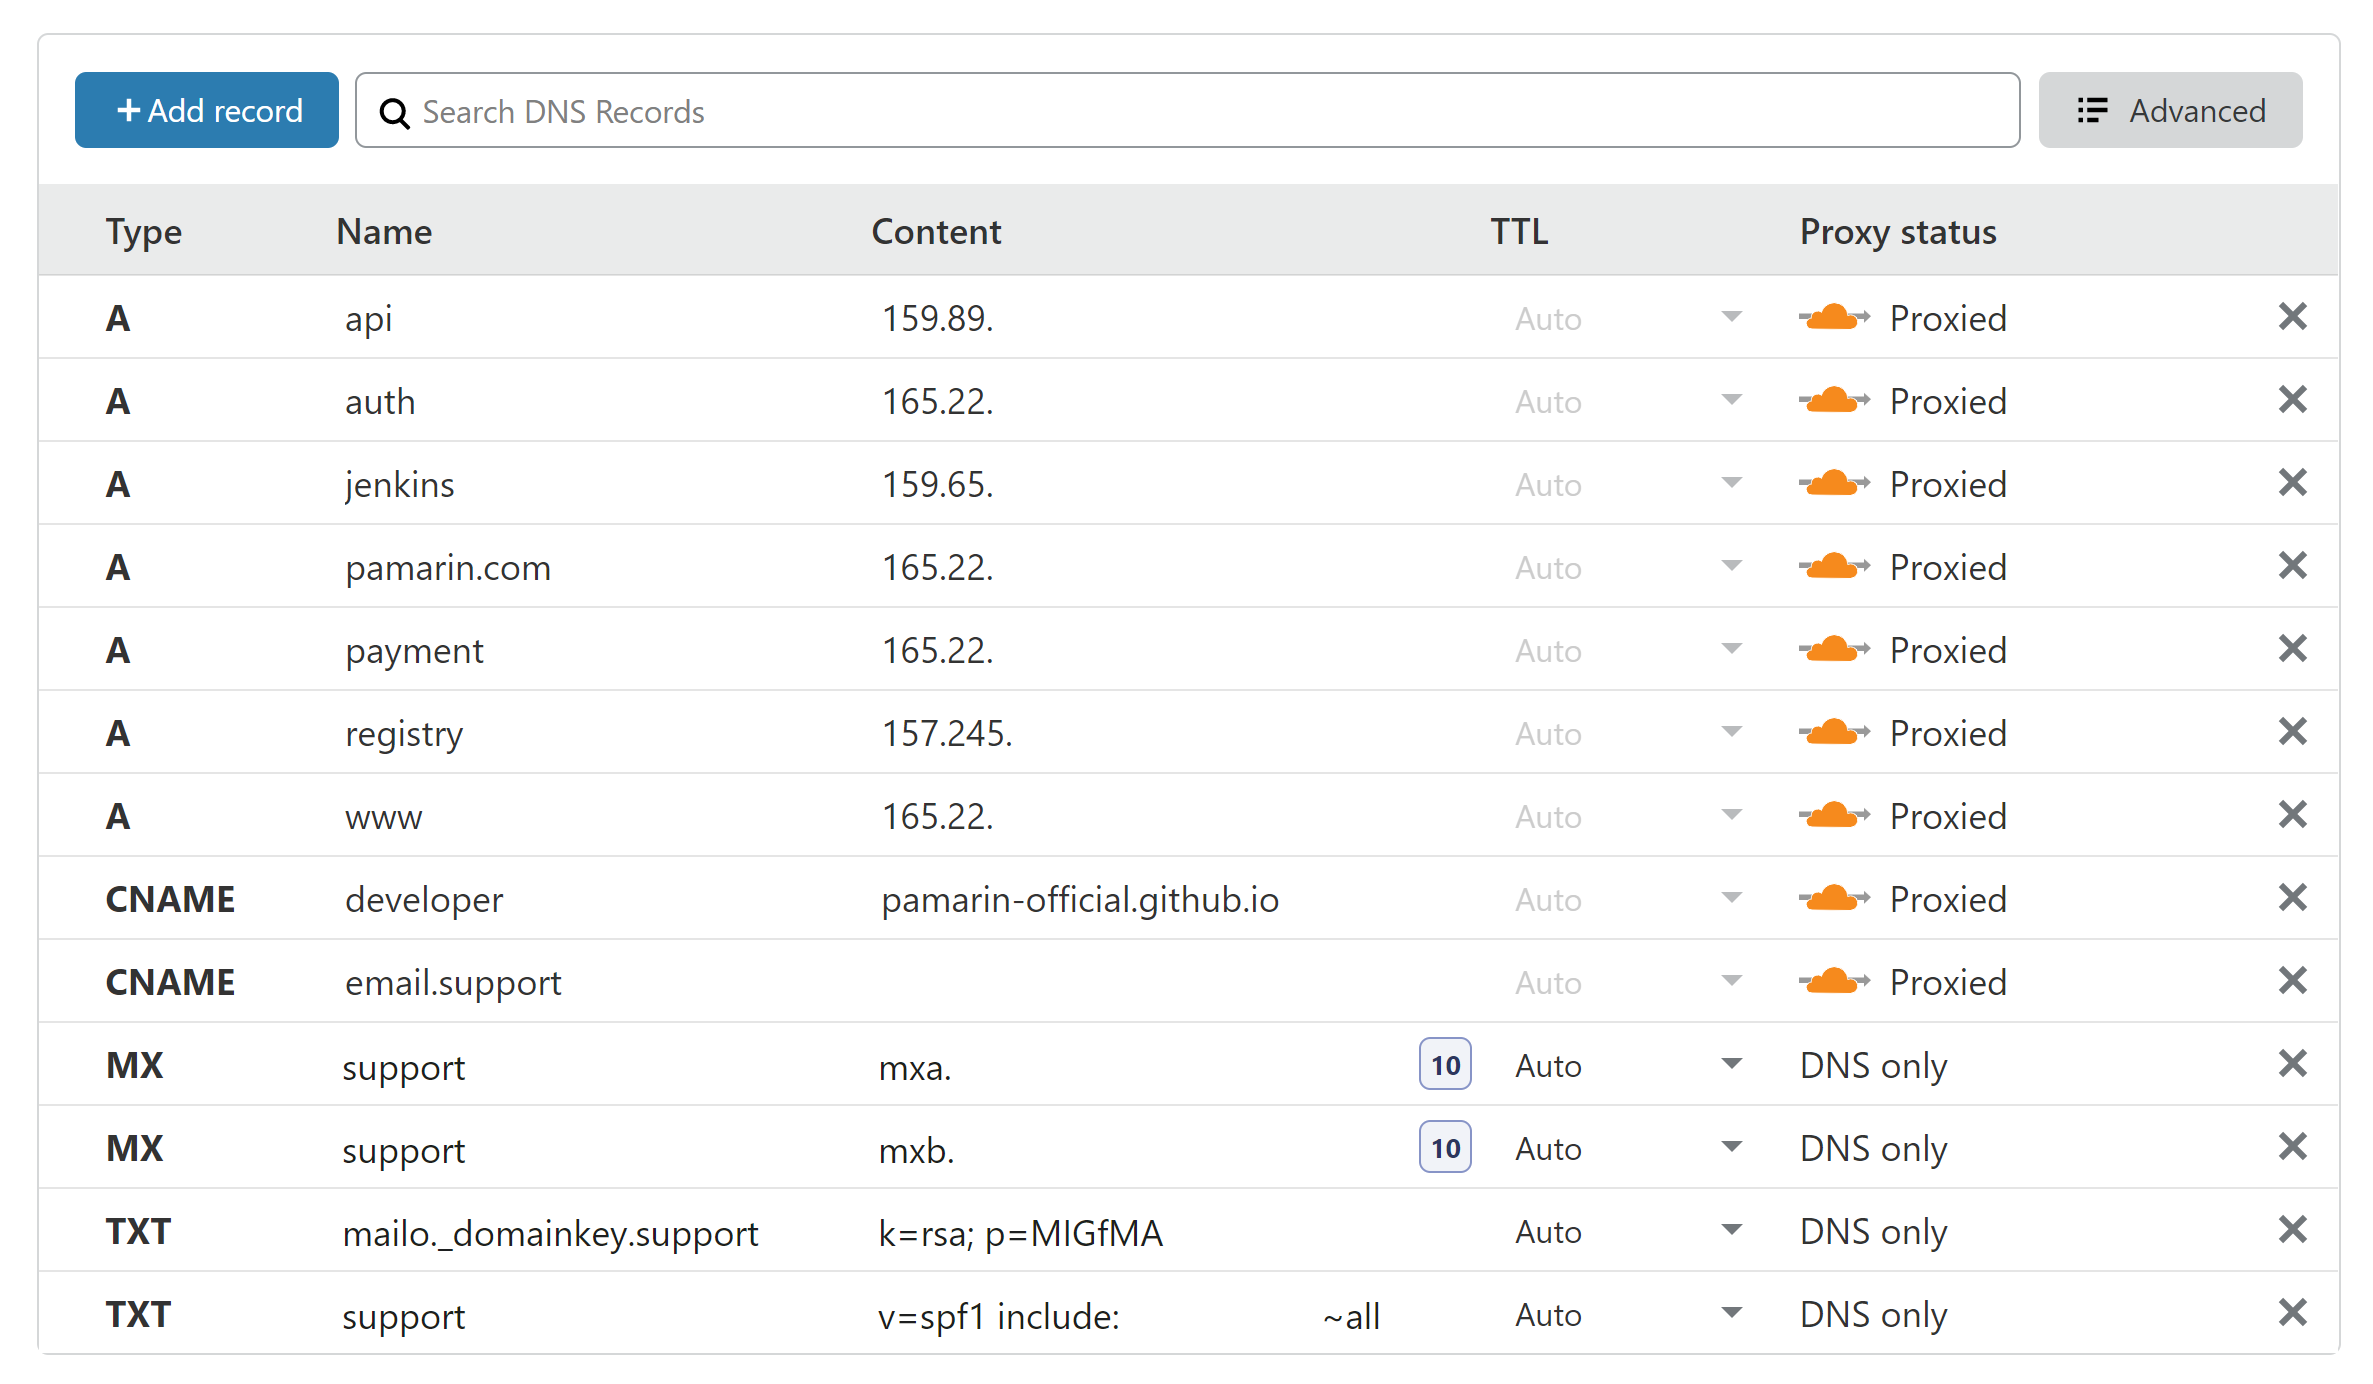 + Add record Search DNS Records Advanced
Type Name Content TTL Proxy status
A api 159.89. Auto Proxied
A auth 165.22. Auto Proxied
A jenkins 159.65. Auto Proxied
A pamarin.com 165.22. Auto Proxied
A payment 165.22. Auto Proxied
A registry 157.245. Auto Proxied
A www 165.22. Auto Proxied
CNAME developer pamarin-official.github.io Auto Proxied
CNAME email.support Auto Proxied
MX support mxa. 10 Auto DNS only
MX support mxb. 10 Auto DNS only
TXT mailo._domainkey.support k=rsa; p=MIGfMA Auto DNS only
TXT support v=spf1 include: ~all Auto DNS only